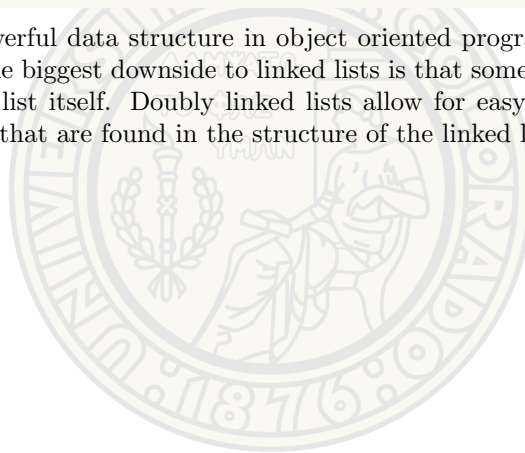 werful data structure in object oriented progra
e biggest downside to linked lists is that some
list itself. Doubly linked lists allow for easy
that are found in the structure of the linked l
1876